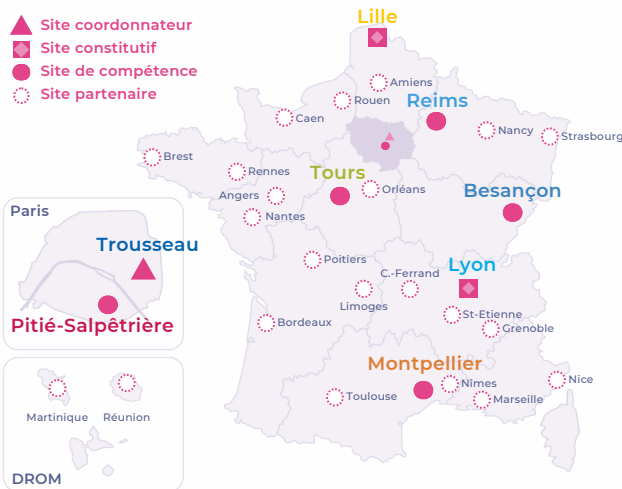 Site coordonnateur
Site constitutif
Site de compétence
Site partenaire
Lille
Amiens
Rouen
Reims
Caen
Nancy
Strasbourg
Brest
Rennes
Tours
Orléans
Besançon
Angers
Nantes
Paris
Trousseau
Pitié-Salpêtrière
Poitiers
C.-Ferrand
Lyon
Limoges
St-Etienne
Grenoble
Bordeaux
Montpellier
Nîmes
Nice
Toulouse
Marseille
Martinique
Réunion
DROM